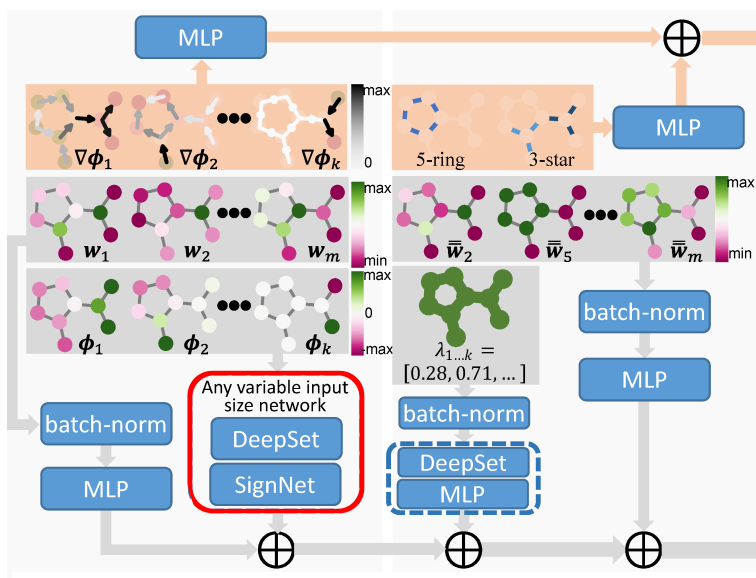 MLP
max
0
∇ϕ₁
∇ϕ₂
∇ϕₖ
5-ring
3-star
MLP
max
min
w₁
w₂
wₘ
max
min
w̿₂
w̿₅
w̿ₘ
max
0
-max
ϕ₁
ϕ₂
ϕₖ
λ₁…ₖ =
[0.28, 0.71, … ]
batch-norm
MLP
Any variable input
size network
DeepSet
SignNet
batch-norm
MLP
batch-norm
DeepSet
MLP